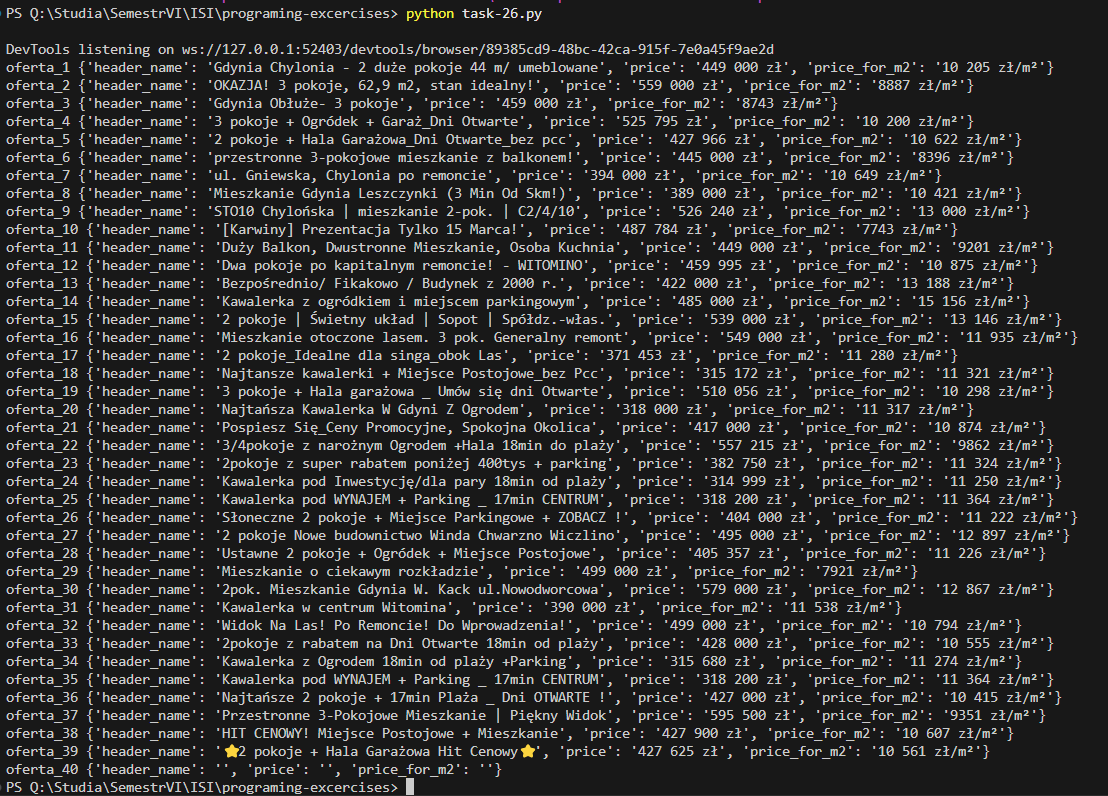 PS Q:\Studia\SemestrVI\ISI\programing-excercises> python task-26.py
DevTools listening on ws://127.0.0.1:52403/devtools/browser/89385cd9-48bc-42ca-915f-7e0a45f9ae2d
oferta_1 {'header_name': 'Gdynia Chylonia - 2 duże pokoje 44 m/ umeblowane', 'price': '449 000 zł', 'price_for_m2': '10 205 zł/m²'}
oferta_2 {'header_name': 'OKAZJA! 3 pokoje, 62,9 m2, stan idealny!', 'price': '559 000 zł', 'price_for_m2': '8887 zł/m²'}
oferta_3 {'header_name': 'Gdynia Obłuże- 3 pokoje', 'price': '459 000 zł', 'price_for_m2': '8743 zł/m²'}
oferta_4 {'header_name': '3 pokoje + Ogródek + Garaż_Dni Otwarte', 'price': '525 795 zł', 'price_for_m2': '10 200 zł/m²'}
oferta_5 {'header_name': '2 pokoje + Hala Garażowa_Dni Otwarte_bez pcc', 'price': '427 966 zł', 'price_for_m2': '10 622 zł/m²'}
oferta_6 {'header_name': 'przestronne 3-pokojowe mieszkanie z balkonem!', 'price': '445 000 zł', 'price_for_m2': '8396 zł/m²'}
oferta_7 {'header_name': 'ul. Gniewska, Chylonia po remoncie', 'price': '394 000 zł', 'price_for_m2': '10 649 zł/m²'}
oferta_8 {'header_name': 'Mieszkanie Gdynia Leszczynki (3 Min Od Skm!)', 'price': '389 000 zł', 'price_for_m2': '10 421 zł/m²'}
oferta_9 {'header_name': 'STO10 Chylońska | mieszkanie 2-pok. | C2/4/10', 'price': '526 240 zł', 'price_for_m2': '13 000 zł/m²'}
oferta_10 {'header_name': '[Karwiny] Prezentacja Tylko 15 Marca!', 'price': '487 784 zł', 'price_for_m2': '7743 zł/m²'}
oferta_11 {'header_name': 'Duży Balkon, Dwustronne Mieszkanie, Osoba Kuchnia', 'price': '449 000 zł', 'price_for_m2': '9201 zł/m²'}
oferta_12 {'header_name': 'Dwa pokoje po kapitalnym remoncie! - WITOMINO', 'price': '459 995 zł', 'price_for_m2': '10 875 zł/m²'}
oferta_13 {'header_name': 'Bezpośrednio/ Fikakowo / Budynek z 2000 r.', 'price': '422 000 zł', 'price_for_m2': '13 188 zł/m²'}
oferta_14 {'header_name': 'Kawalerka z ogródkiem i miejscem parkingowym', 'price': '485 000 zł', 'price_for_m2': '15 156 zł/m²'}
oferta_15 {'header_name': '2 pokoje | Świetny układ | Sopot | Spółdz.-włas.', 'price': '539 000 zł', 'price_for_m2': '13 146 zł/m²'}
oferta_16 {'header_name': 'Mieszkanie otoczone lasem. 3 pok. Generalny remont', 'price': '549 000 zł', 'price_for_m2': '11 935 zł/m²'}
oferta_17 {'header_name': '2 pokoje_Idealne dla singa_obok Las', 'price': '371 453 zł', 'price_for_m2': '11 280 zł/m²'}
oferta_18 {'header_name': 'Najtansze kawalerki + Miejsce Postojowe_bez Pcc', 'price': '315 172 zł', 'price_for_m2': '11 321 zł/m²'}
oferta_19 {'header_name': '3 pokoje + Hala garażowa _ Umów się dni Otwarte', 'price': '510 056 zł', 'price_for_m2': '10 298 zł/m²'}
oferta_20 {'header_name': 'Najtańsza Kawalerka W Gdyni Z Ogrodem', 'price': '318 000 zł', 'price_for_m2': '11 317 zł/m²'}
oferta_21 {'header_name': 'Pospiesz Się_Ceny Promocyjne, Spokojna Okolica', 'price': '417 000 zł', 'price_for_m2': '10 874 zł/m²'}
oferta_22 {'header_name': '3/4pokoje z narożnym Ogrodem +Hala 18min do plaży', 'price': '557 215 zł', 'price_for_m2': '9862 zł/m²'}
oferta_23 {'header_name': '2pokoje z super rabatem poniżej 400tys + parking', 'price': '382 750 zł', 'price_for_m2': '11 324 zł/m²'}
oferta_24 {'header_name': 'Kawalerka pod Inwestycję/dla pary 18min od plaży', 'price': '314 999 zł', 'price_for_m2': '11 250 zł/m²'}
oferta_25 {'header_name': 'Kawalerka pod WYNAJEM + Parking _ 17min CENTRUM', 'price': '318 200 zł', 'price_for_m2': '11 364 zł/m²'}
oferta_26 {'header_name': 'Słoneczne 2 pokoje + Miejsce Parkingowe + ZOBACZ !', 'price': '404 000 zł', 'price_for_m2': '11 222 zł/m²'}
oferta_27 {'header_name': '2 pokoje Nowe budownictwo Winda Chwarzno Wiczlino', 'price': '495 000 zł', 'price_for_m2': '12 897 zł/m²'}
oferta_28 {'header_name': 'Ustawne 2 pokoje + Ogródek + Miejsce Postojowe', 'price': '405 357 zł', 'price_for_m2': '11 226 zł/m²'}
oferta_29 {'header_name': 'Mieszkanie o ciekawym rozkładzie', 'price': '499 000 zł', 'price_for_m2': '7921 zł/m²'}
oferta_30 {'header_name': '2pok. Mieszkanie Gdynia W. Kack ul.Nowodworcowa', 'price': '579 000 zł', 'price_for_m2': '12 867 zł/m²'}
oferta_31 {'header_name': 'Kawalerka w centrum Witomina', 'price': '390 000 zł', 'price_for_m2': '11 538 zł/m²'}
oferta_32 {'header_name': 'Widok Na Las! Po Remoncie! Do Wprowadzenia!', 'price': '499 000 zł', 'price_for_m2': '10 794 zł/m²'}
oferta_33 {'header_name': '2pokoje z rabatem na Dni Otwarte 18min od plaży', 'price': '428 000 zł', 'price_for_m2': '10 555 zł/m²'}
oferta_34 {'header_name': 'Kawalerka z Ogrodem 18min od plaży +Parking', 'price': '315 680 zł', 'price_for_m2': '11 274 zł/m²'}
oferta_35 {'header_name': 'Kawalerka pod WYNAJEM + Parking _ 17min CENTRUM', 'price': '318 200 zł', 'price_for_m2': '11 364 zł/m²'}
oferta_36 {'header_name': 'Najtańsze 2 pokoje + 17min Plaża _ Dni OTWARTE !', 'price': '427 000 zł', 'price_for_m2': '10 415 zł/m²'}
oferta_37 {'header_name': 'Przestronne 3-Pokojowe Mieszkanie | Piękny Widok', 'price': '595 500 zł', 'price_for_m2': '9351 zł/m²'}
oferta_38 {'header_name': 'HIT CENOWY! Miejsce Postojowe + Mieszkanie', 'price': '427 900 zł', 'price_for_m2': '10 607 zł/m²'}
oferta_39 {'header_name': '⭐2 pokoje + Hala Garażowa Hit Cenowy⭐', 'price': '427 625 zł', 'price_for_m2': '10 561 zł/m²'}
oferta_40 {'header_name': '', 'price': '', 'price_for_m2': ''}
PS Q:\Studia\SemestrVI\ISI\programing-excercises>